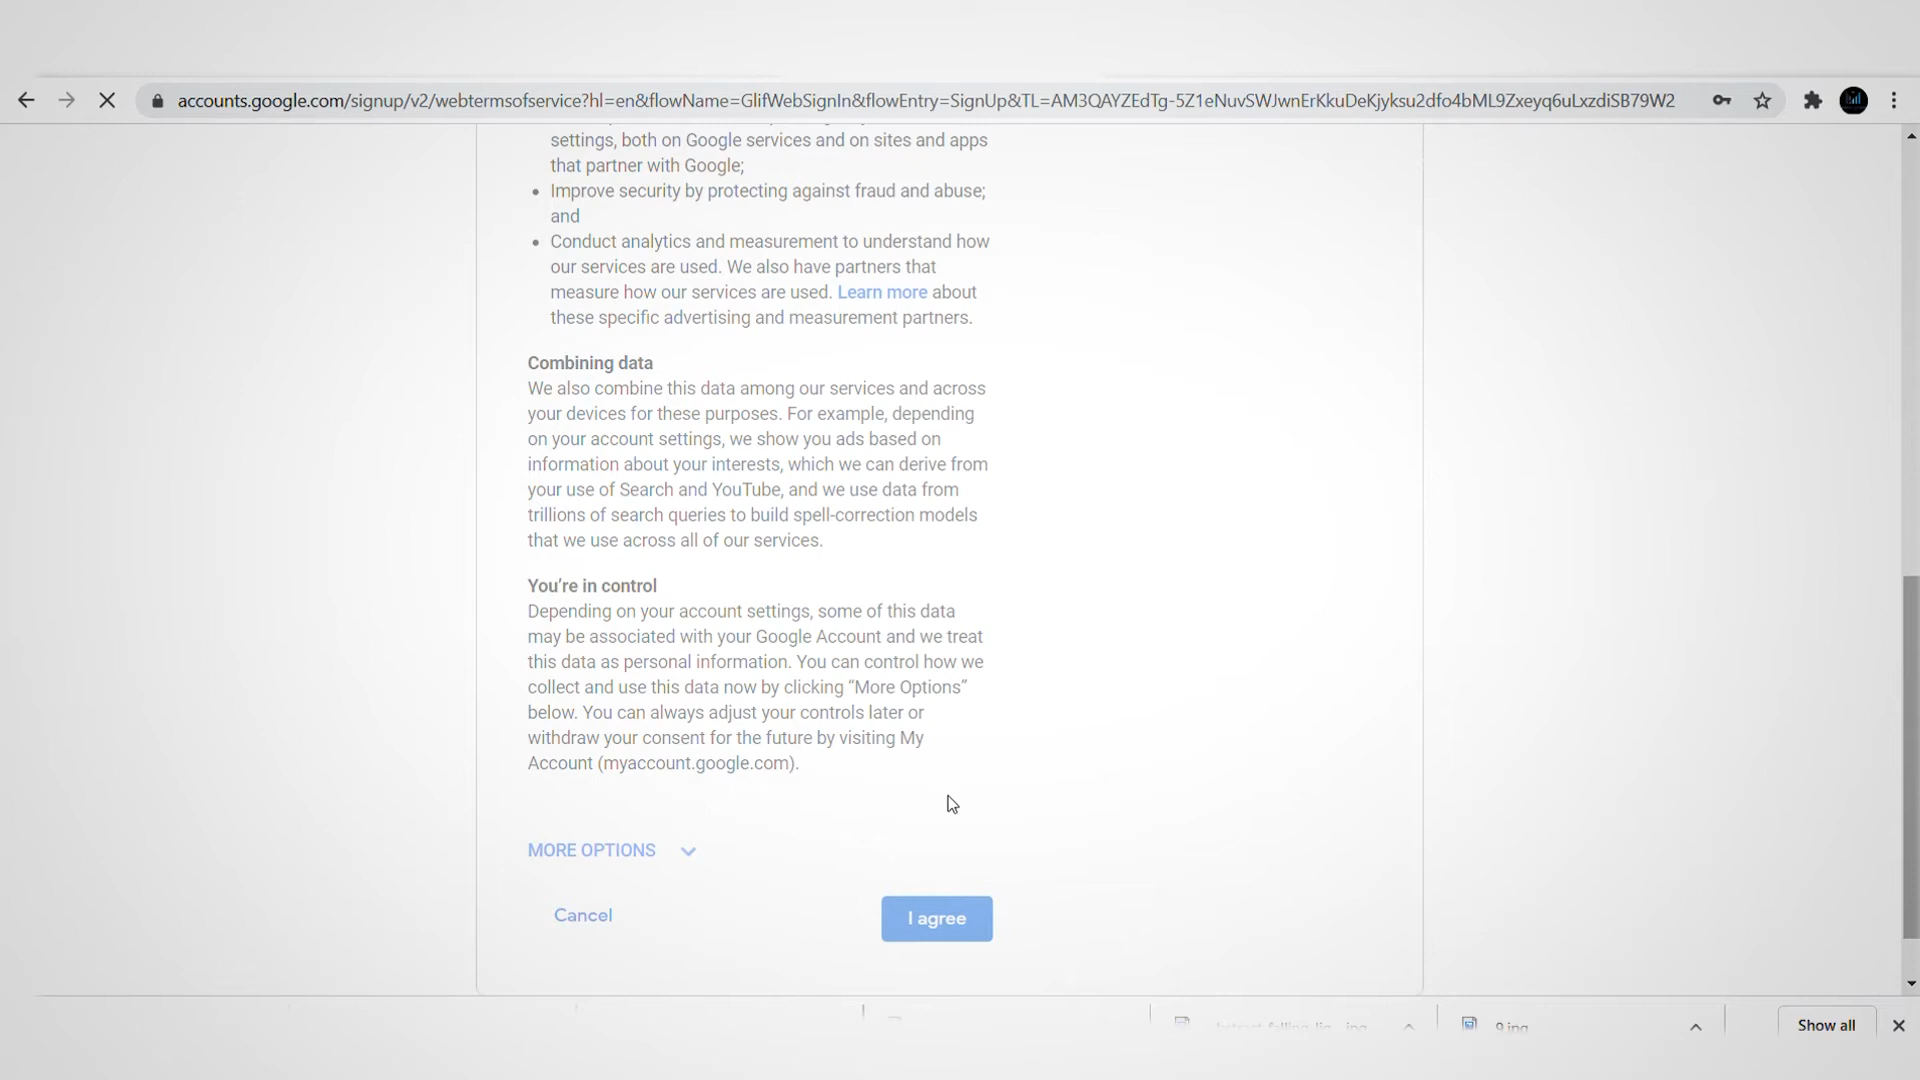 accounts.google.com/signup/v2/webtermsofservice?hl=en&flowName=GlifWebSignIn&flowEntry=SignUp&TL=AM3QAYZEdTg-5Z1eNuvSWJwnErKkuDeKjyksu2dfo4bML9Zxeyq6uLxzdiSB79W2
settings, both on Google services and on sites and apps
that partner with Google;
• Improve security by protecting against fraud and abuse;
and
• Conduct analytics and measurement to understand how
our services are used. We also have partners that
measure how our services are used. Learn more about
these specific advertising and measurement partners.
Combining data
We also combine this data among our services and across
your devices for these purposes. For example, depending
on your account settings, we show you ads based on
information about your interests, which we can derive from
your use of Search and YouTube, and we use data from
trillions of search queries to build spell-correction models
that we use across all of our services.
You’re in control
Depending on your account settings, some of this data
may be associated with your Google Account and we treat
this data as personal information. You can control how we
collect and use this data now by clicking “More Options”
below. You can always adjust your controls later or
withdraw your consent for the future by visiting My
Account (myaccount.google.com).
MORE OPTIONS
Cancel
I agree
9.jpg
Show all